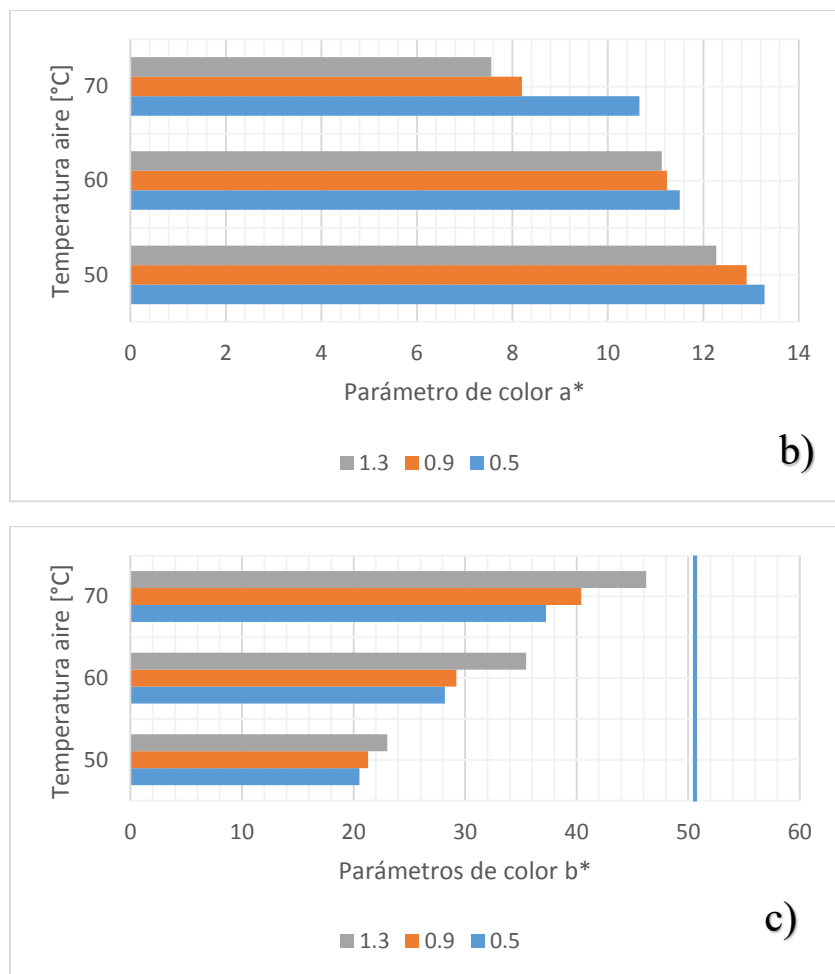 Temperatura aire [°C]
70
60
50
0 2 4 6 8 10 12 14
Parámetro de color a*
1.3 0.9 0.5
b)
Temperatura aire [°C]
70
60
50
0 10 20 30 40 50 60
Parámetros de color b*
1.3 0.9 0.5
c)